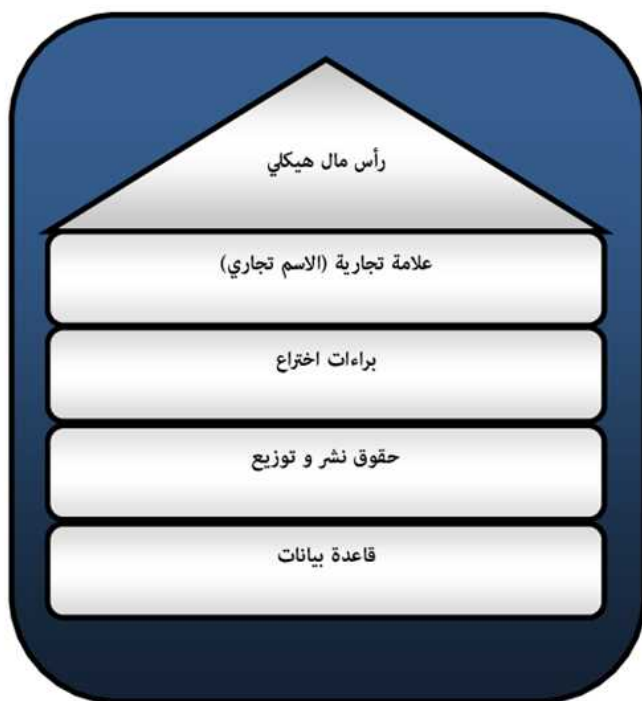 رأس مال هيكلي
علامة تجارية (الاسم تجاري)
براءات اختراع
حقوق نشر و توزيع
قاعدة بيانات